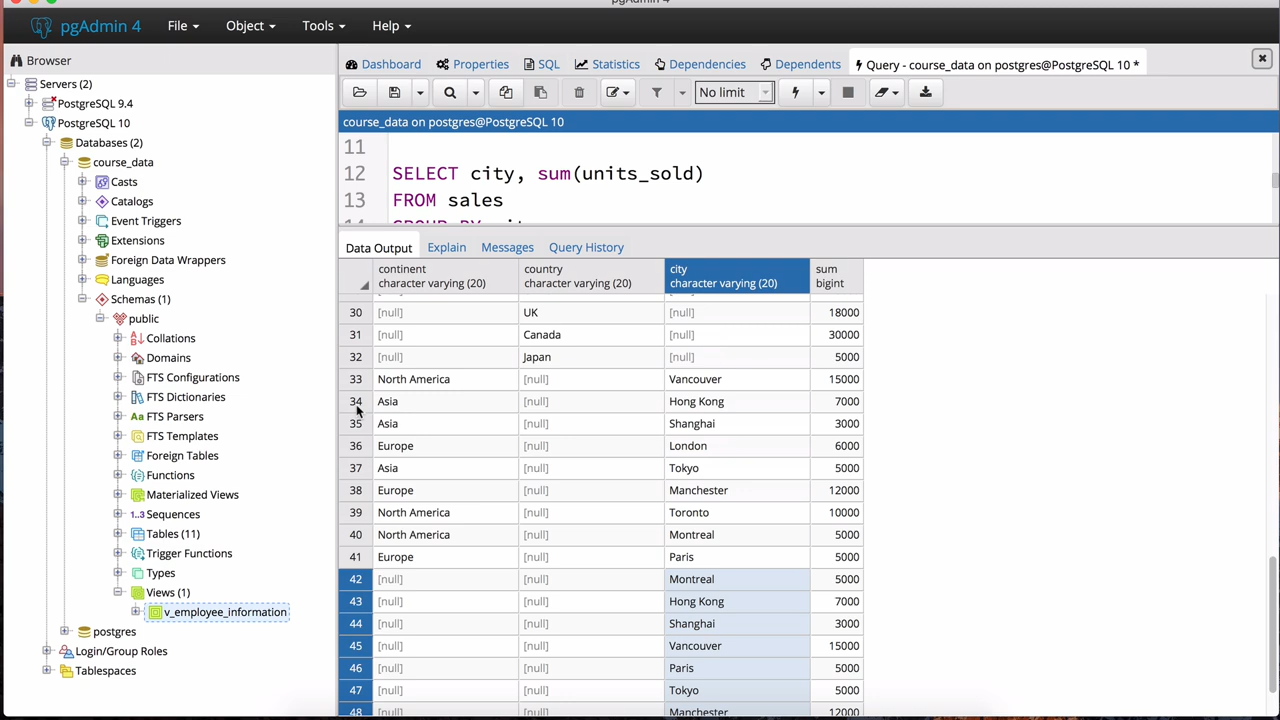 pgAdmin 4
File Object Tools Help
Browser
Servers (2)
PostgreSQL 9.4
PostgreSQL 10
Databases (2)
course_data
Casts
Catalogs
Event Triggers
Extensions
Foreign Data Wrappers
Languages
Schemas (1)
public
Collations
Domains
FTS Configurations
FTS Dictionaries
FTS Parsers
FTS Templates
Foreign Tables
Functions
Materialized Views
Sequences
Tables (11)
Trigger Functions
Types
Views (1)
v_employee_information
postgres
Login/Group Roles
Tablespaces
Dashboard Properties SQL Statistics Dependencies Dependents Query - course_data on postgres@PostgreSQL 10 *
No limit
course_data on postgres@PostgreSQL 10
11
12 SELECT city, sum(units_sold)
13 FROM sales
Data Output Explain Messages Query History
continent country city sum
character varying (20) character varying (20) character varying (20) bigint
30 [null] UK [null] 18000
31 [null] Canada [null] 30000
32 [null] Japan [null] 5000
33 North America [null] Vancouver 15000
34 Asia [null] Hong Kong 7000
35 Asia [null] Shanghai 3000
36 Europe [null] London 6000
37 Asia [null] Tokyo 5000
38 Europe [null] Manchester 12000
39 North America [null] Toronto 10000
40 North America [null] Montreal 5000
41 Europe [null] Paris 5000
42 [null] [null] Montreal 5000
43 [null] [null] Hong Kong 7000
44 [null] [null] Shanghai 3000
45 [null] [null] Vancouver 15000
46 [null] [null] Paris 5000
47 [null] [null] Tokyo 5000
48 [null] [null] Manchester 12000